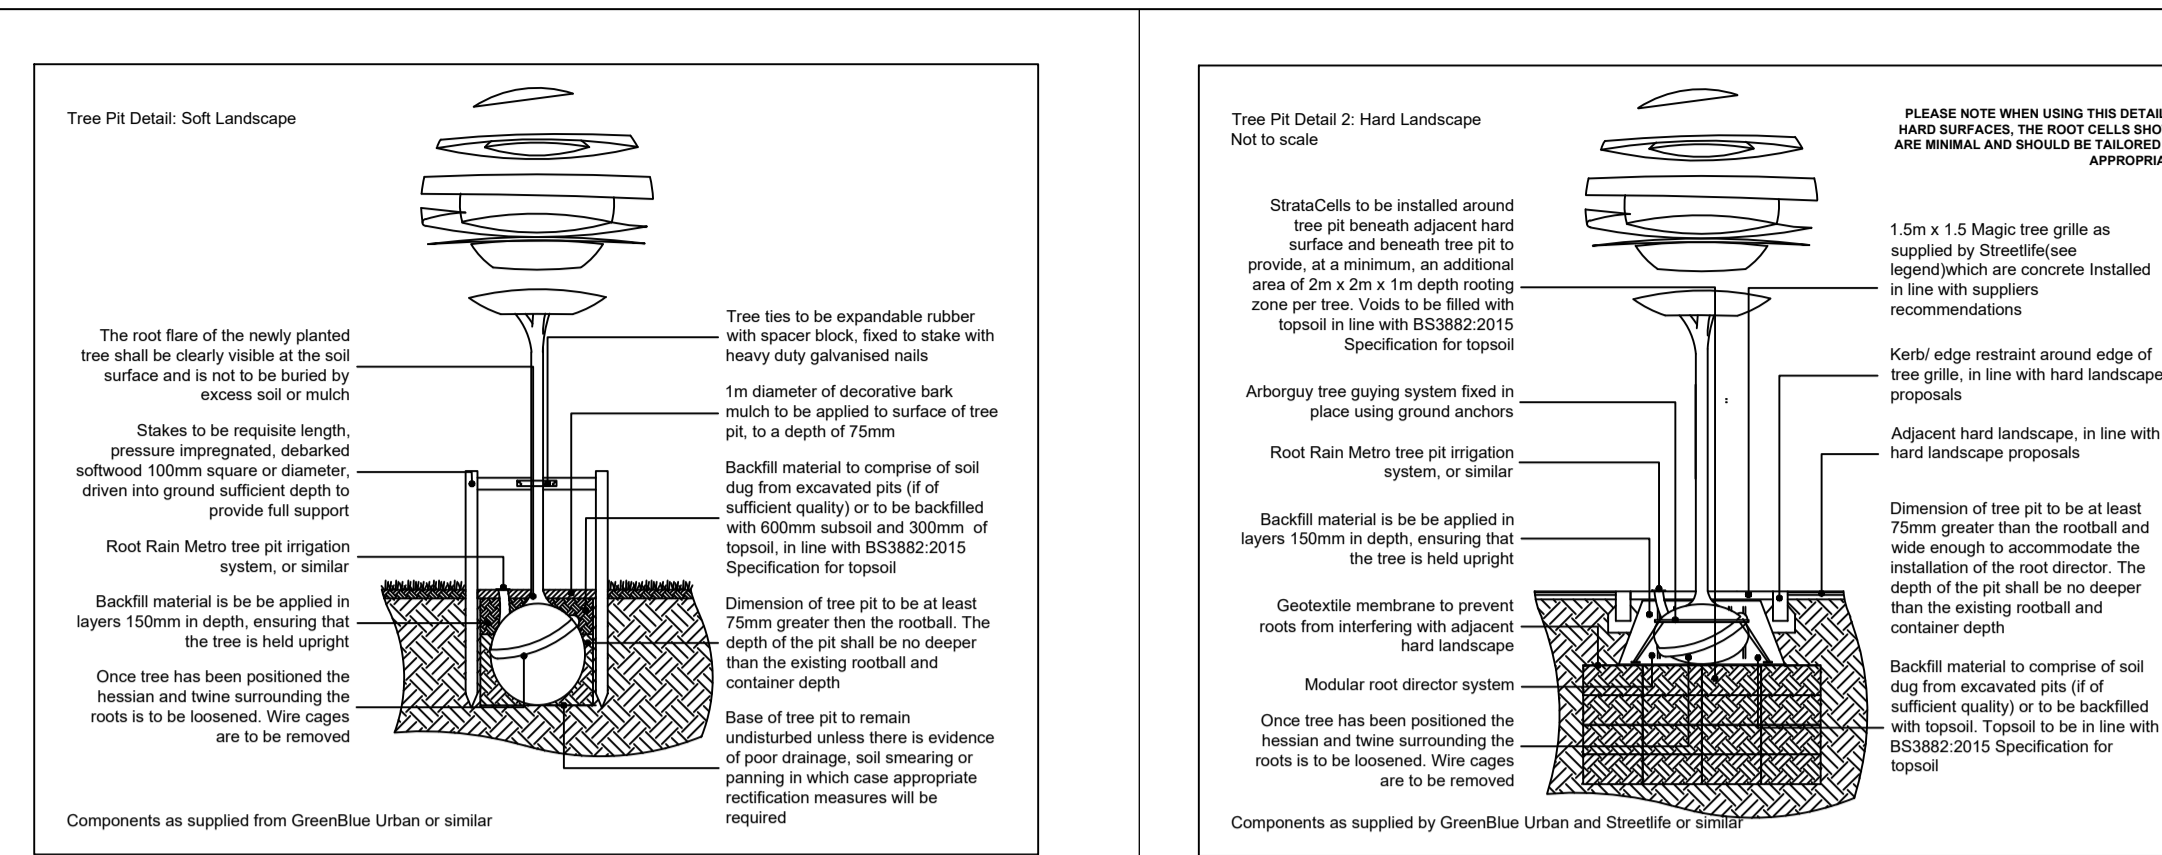 Tree Pit Detail: Soft Landscape
The root flare of the newly planted
tree shall be clearly visible at the soil
surface and is not to be buried by
excess soil or mulch
Stakes to be requisite length,
pressure impregnated, debarked
softwood 100mm square or diameter,
driven into ground sufficient depth to
provide full support
Root Rain Metro tree pit irrigation
system, or similar
Backfill material is be be applied in
layers 150mm in depth, ensuring that
the tree is held upright
Once tree has been positioned the
hessian and twine surrounding the
roots is to be loosened. Wire cages
are to be removed
Tree ties to be expandable rubber
with spacer block, fixed to stake with
heavy duty galvanised nails
1m diameter of decorative bark
mulch to be applied to surface of tree
pit, to a depth of 75mm
Backfill material to comprise of soil
dug from excavated pits (if of
sufficient quality) or to be backfilled
with 600mm subsoil and 300mm of
topsoil, in line with BS3882:2015
Specification for topsoil
Dimension of tree pit to be at least
75mm greater then the rootball. The
depth of the pit shall be no deeper
than the existing rootball and
container depth
Base of tree pit to remain
undisturbed unless there is evidence
of poor drainage, soil smearing or
panning in which case appropriate
rectification measures will be
required
Components as supplied from GreenBlue Urban or similar
Tree Pit Detail 2: Hard Landscape
Not to scale
PLEASE NOTE WHEN USING THIS DETAIL
HARD SURFACES, THE ROOT CELLS SHO
ARE MINIMAL AND SHOULD BE TAILORED
APPROPRIA
StrataCells to be installed around
tree pit beneath adjacent hard
surface and beneath tree pit to
provide, at a minimum, an additional
area of 2m x 2m x 1m depth rooting
zone per tree. Voids to be filled with
topsoil in line with BS3882:2015
Specification for topsoil
Arborguy tree guying system fixed in
place using ground anchors
Root Rain Metro tree pit irrigation
system, or similar
Backfill material is be be applied in
layers 150mm in depth, ensuring that
the tree is held upright
Geotextile membrane to prevent
roots from interfering with adjacent
hard landscape
Modular root director system
Once tree has been positioned the
hessian and twine surrounding the
roots is to be loosened. Wire cages
are to be removed
1.5m x 1.5 Magic tree grille as
supplied by Streetlife(see
legend)which are concrete Installed
in line with suppliers
recommendations
Kerb/ edge restraint around edge of
tree grille, in line with hard landscape
proposals
Adjacent hard landscape, in line with
hard landscape proposals
Dimension of tree pit to be at least
75mm greater than the rootball and
wide enough to accommodate the
installation of the root director. The
depth of the pit shall be no deeper
than the existing rootball and
container depth
Backfill material to comprise of soil
dug from excavated pits (if of
sufficient quality) or to be backfilled
with topsoil. Topsoil to be in line with
BS3882:2015 Specification for
topsoil
Components as supplied by GreenBlue Urban and Streetlife or similar